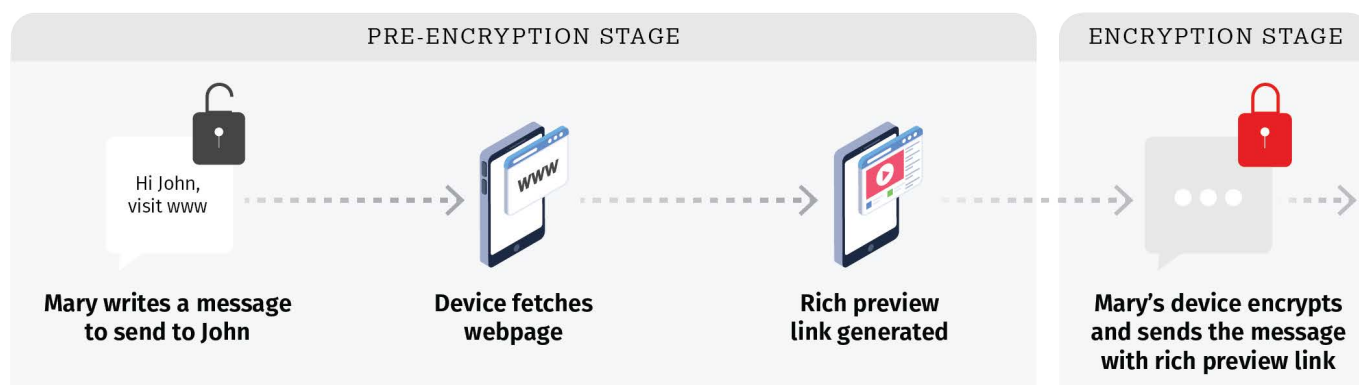 PRE-ENCRYPTION STAGE
ENCRYPTION STAGE
Hi John,
visit www
www
Mary writes a message
to send to John
Device fetches
webpage
Rich preview
link generated
Mary’s device encrypts
and sends the message
with rich preview link